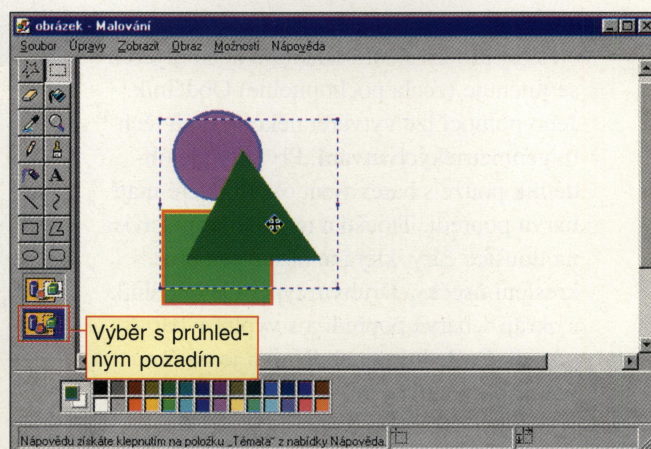 obrázek - Malování
Soubor Úpravy Zobrazit Obraz Možnosti Nápověda
A
Výběr s průhled-
ným pozadím
Nápovědu získáte klepnutím na položku „Témata“ z nabídky Nápověda.